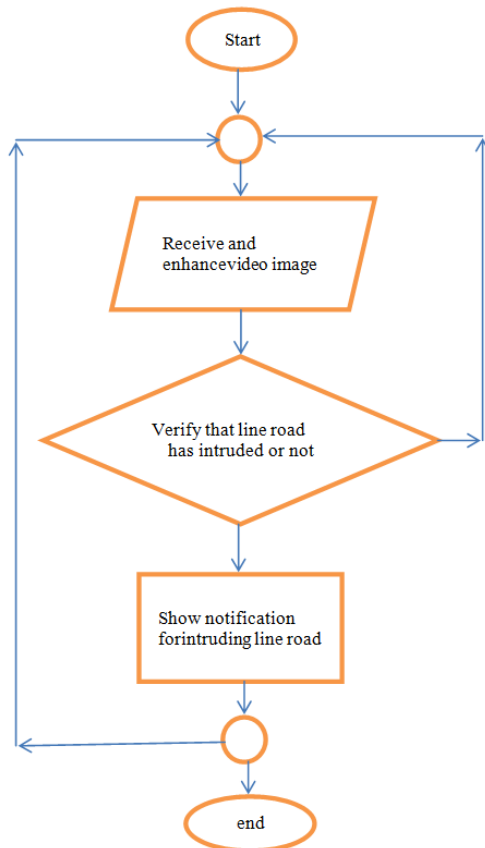 Start
Receive and
enhancevideo image
Verify that line road
has intruded or not
Show notification
forintruding line road
end